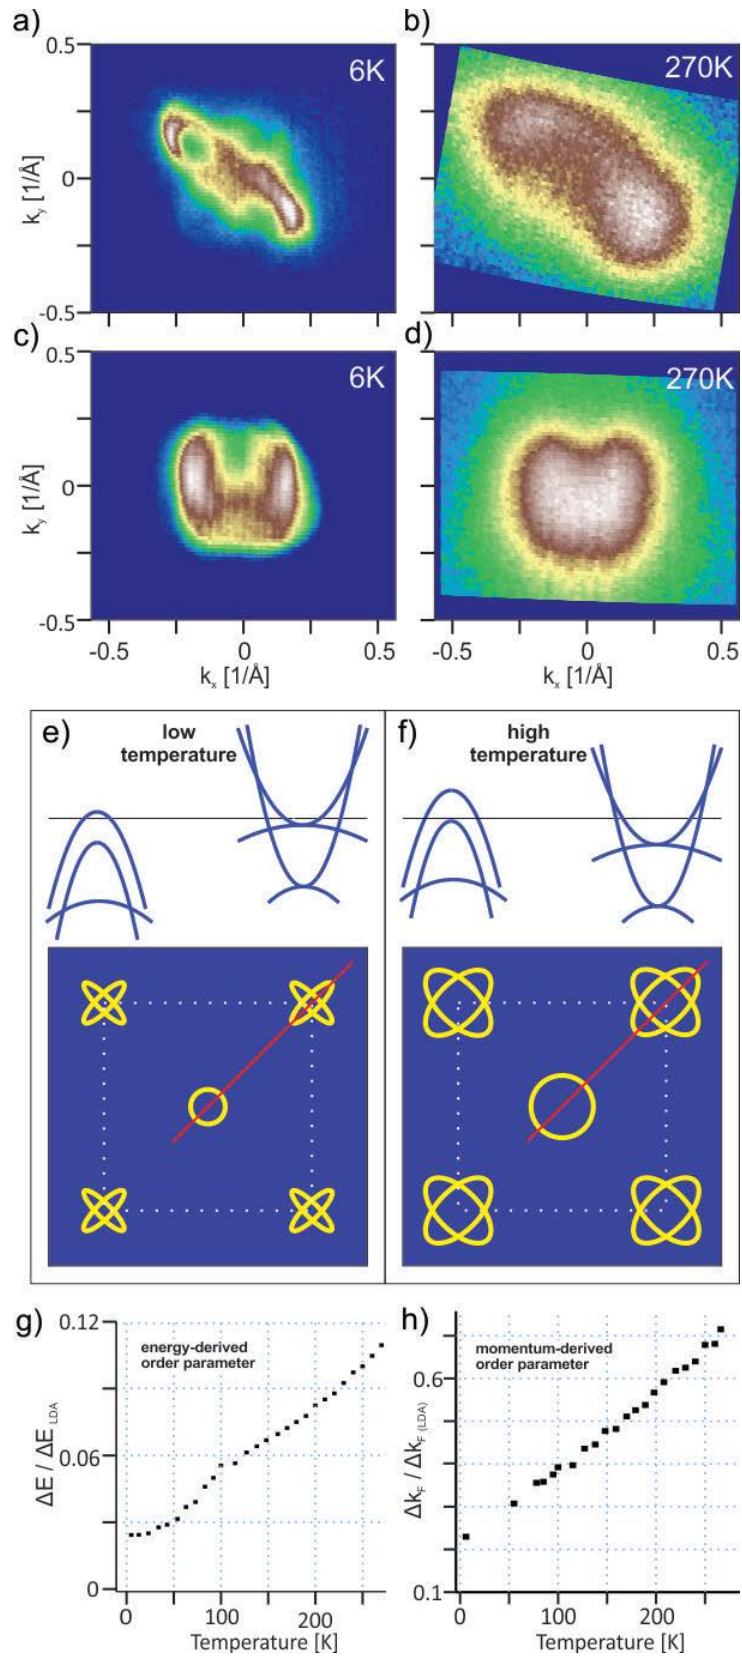 a)
6K
0.5
0
-0.5
k_y [1/Å]
b)
270K
c)
6K
0.5
0
-0.5
k_y [1/Å]
-0.5
0
0.5
k_x [1/Å]
d)
270K
-0.5
0
0.5
k_x [1/Å]
e)
low
temperature
f)
high
temperature
g)
0.12
0.06
0
ΔE / ΔE_LDA
energy-derived
order parameter
0
100
200
Temperature [K]
h)
0.6
0.1
Δk_F / Δk_F (LDA)
momentum-derived
order parameter
0
100
200
Temperature [K]